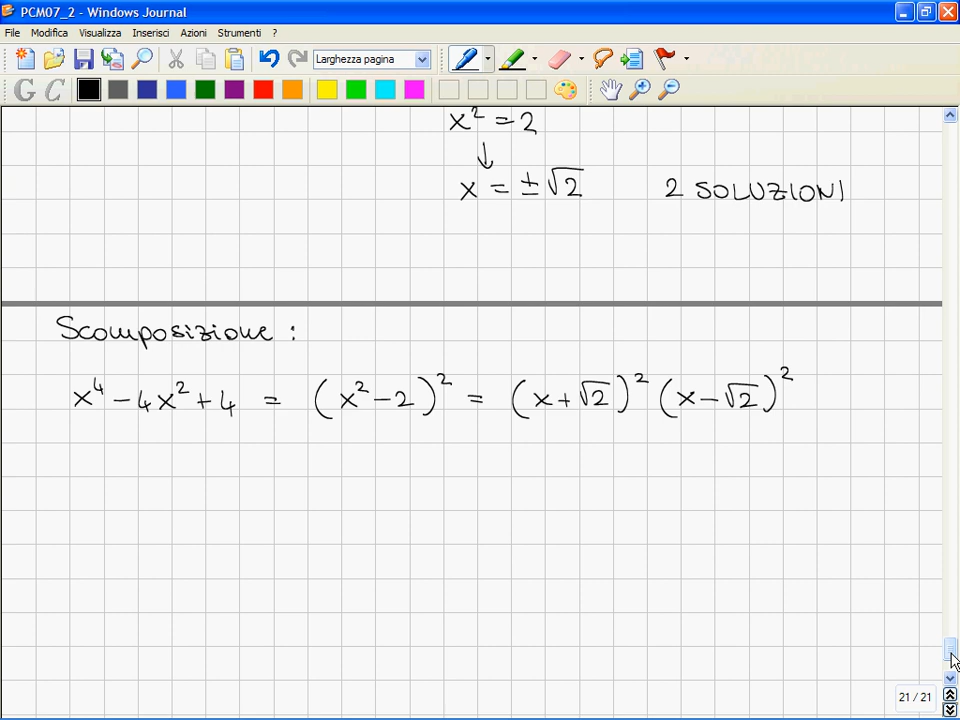 PCM07_2 - Windows Journal
File Modifica Visualizza Inserisci Azioni Strumenti ?
Larghezza pagina
G C
x² = 2
↓
x = ±√2 2 SOLUZIONI
Scomposizione :
x⁴ - 4x² + 4 = (x² - 2)² = (x + √2)² (x - √2)²
21 / 21